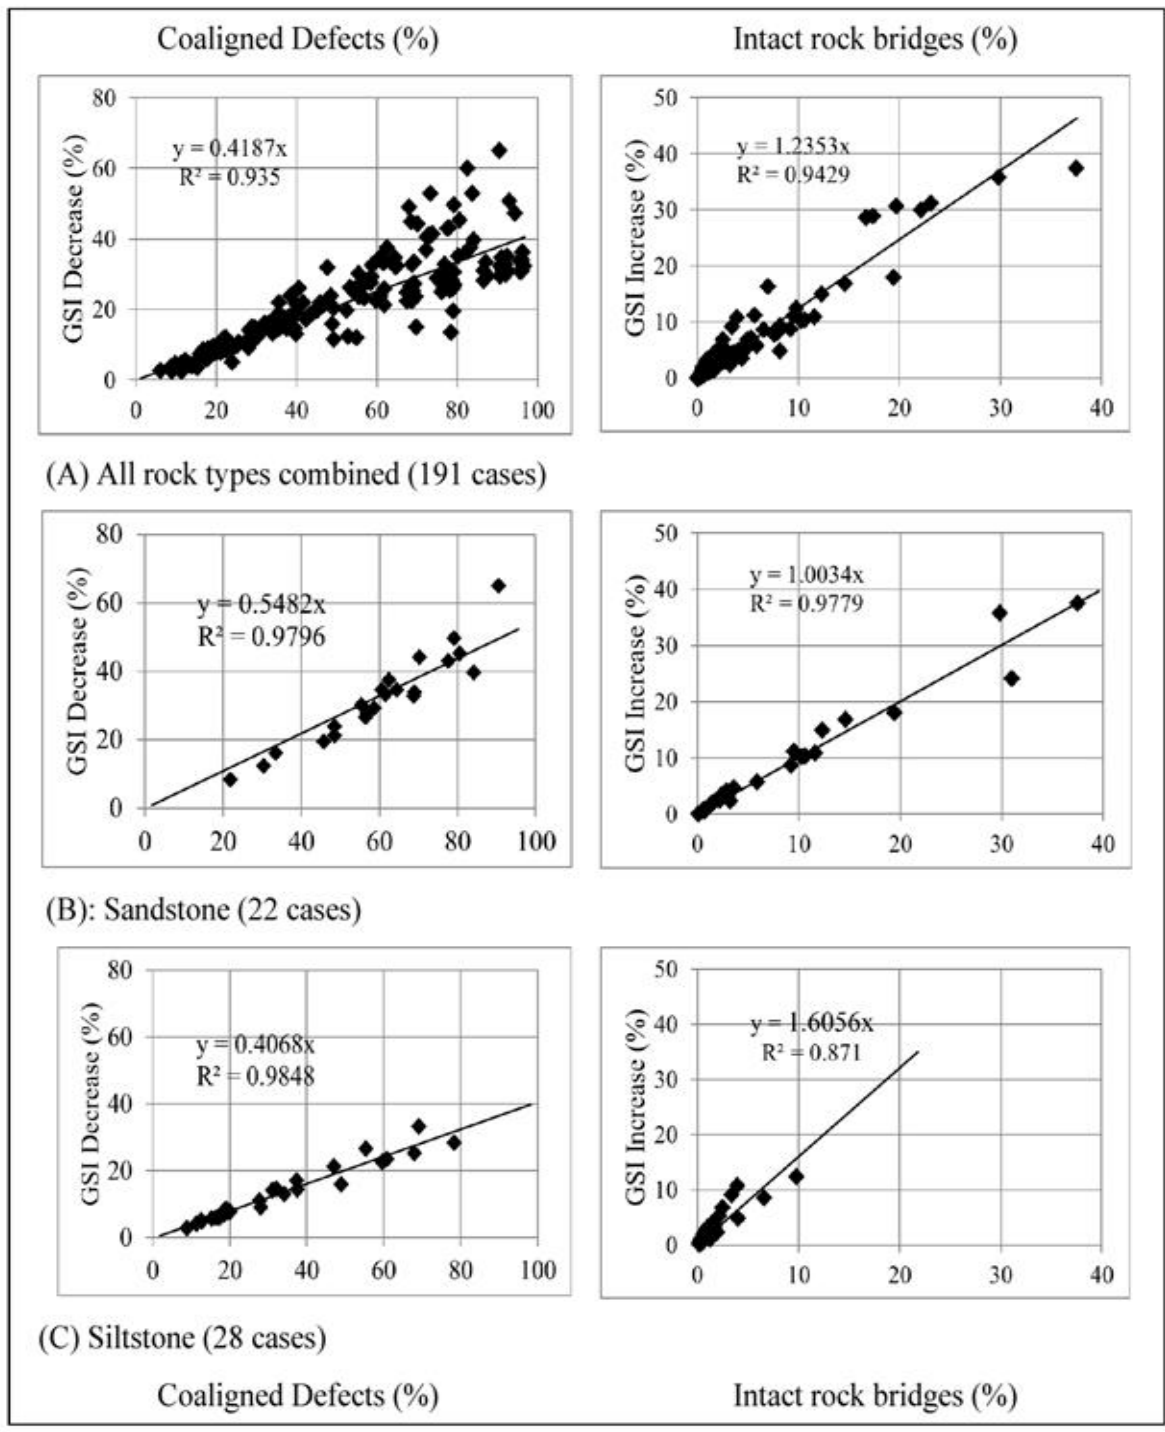 Coaligned Defects (%) Intact rock bridges (%)
GSI Decrease (%)
80
60
40
20
0
y = 0.4187x
R² = 0.935
0 20 40 60 80 100
GSI Increase (%)
50
40
30
20
10
0
y = 1.2353x
R² = 0.9429
0 10 20 30 40
(A) All rock types combined (191 cases)
GSI Decrease (%)
80
60
40
20
0
y = 0.5482x
R² = 0.9796
0 20 40 60 80 100
GSI Increase (%)
50
40
30
20
10
0
y = 1.0034x
R² = 0.9779
0 10 20 30 40
(B): Sandstone (22 cases)
GSI Decrease (%)
80
60
40
20
0
y = 0.4068x
R² = 0.9848
0 20 40 60 80 100
GSI Increase (%)
50
40
30
20
10
0
y = 1.6056x
R² = 0.871
0 10 20 30 40
(C) Siltstone (28 cases)
Coaligned Defects (%) Intact rock bridges (%)